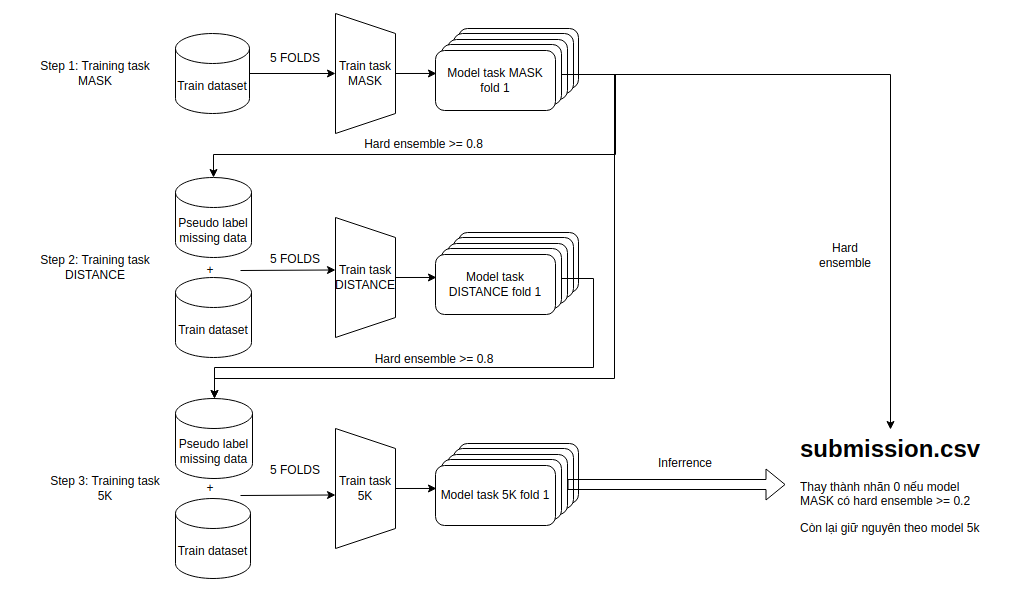 Step 1: Training task
MASK
Train dataset
5 FOLDS
Train task
MASK
Model task MASK
fold 1
Hard ensemble >= 0.8
Step 2: Training task
DISTANCE
Pseudo label
missing data
+
Train dataset
5 FOLDS
Train task
DISTANCE
Model task
DISTANCE fold 1
Hard
ensemble
Hard ensemble >= 0.8
Step 3: Training task
5K
Pseudo label
missing data
+
Train dataset
5 FOLDS
Train task
5K
Model task 5K fold 1
Inferrence
submission.csv
Thay thành nhãn 0 nếu model
MASK có hard ensemble >= 0.2
Còn lại giữ nguyên theo model 5k